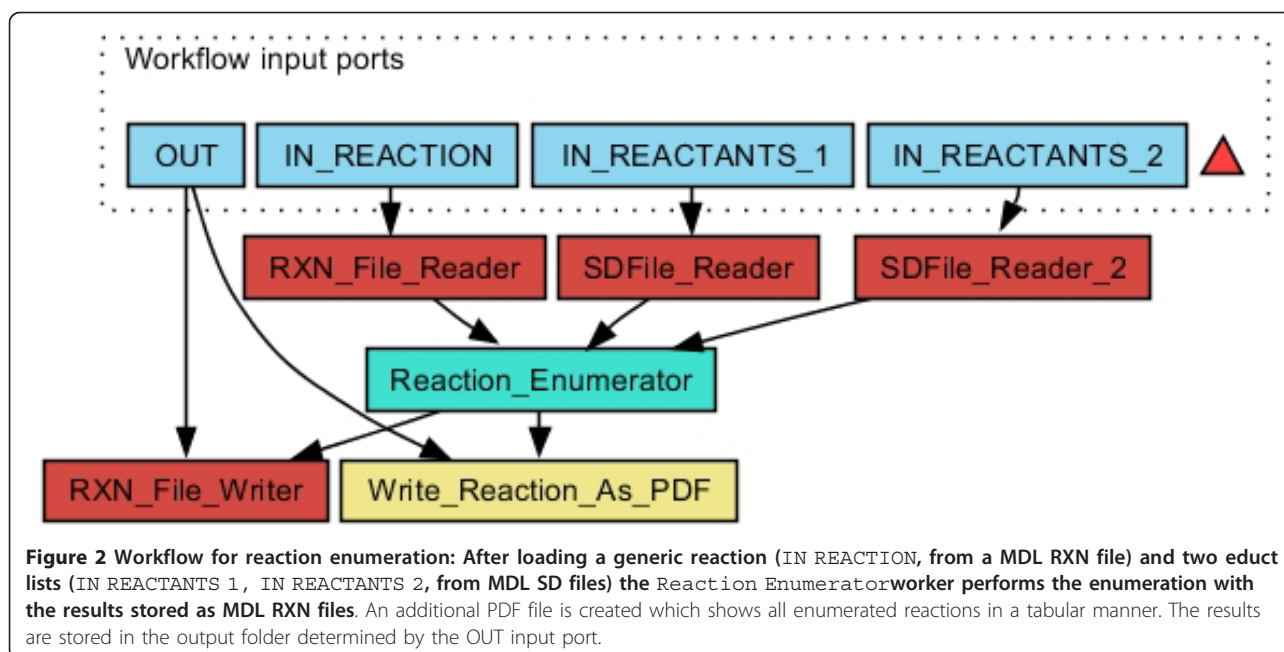 Workflow input ports
OUT IN_REACTION IN_REACTANTS_1 IN_REACTANTS_2
RXN_File_Reader SDFile_Reader SDFile_Reader_2
Reaction_Enumerator
RXN_File_Writer Write_Reaction_As_PDF
Figure 2 Workflow for reaction enumeration: After loading a generic reaction (IN REACTION, from a MDL RXN file) and two educt
lists (IN REACTANTS 1, IN REACTANTS 2, from MDL SD files) the Reaction Enumeratorworker performs the enumeration with
the results stored as MDL RXN files. An additional PDF file is created which shows all enumerated reactions in a tabular manner. The results
are stored in the output folder determined by the OUT input port.